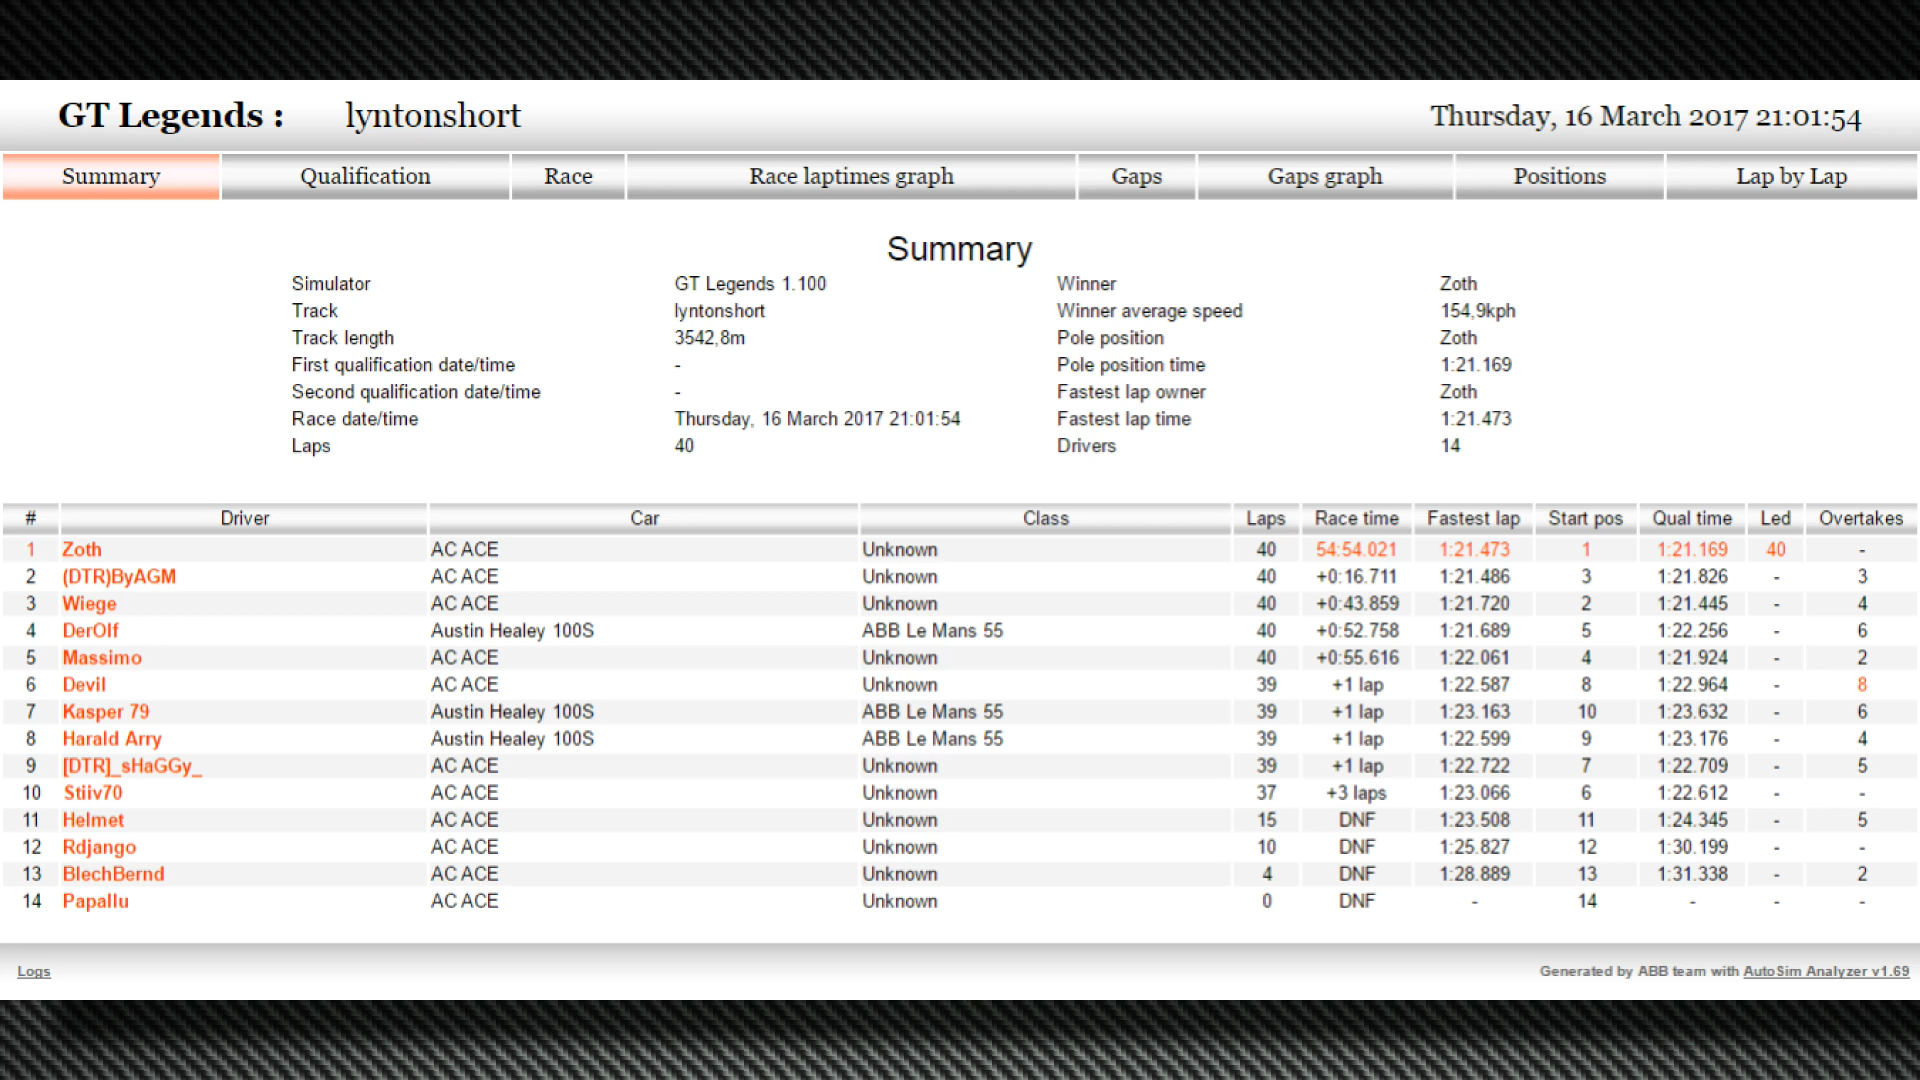 GT Legends : lyntonshort Thursday, 16 March 2017 21:01:54
Summary Qualification Race Race laptimes graph Gaps Gaps graph Positions Lap by Lap
Summary
Simulator GT Legends 1.100 Winner Zoth
Track lyntonshort Winner average speed 154,9kph
Track length 3542,8m Pole position Zoth
First qualification date/time - Pole position time 1:21.169
Second qualification date/time - Fastest lap owner Zoth
Race date/time Thursday, 16 March 2017 21:01:54 Fastest lap time 1:21.473
Laps 40 Drivers 14
# Driver Car Class Laps Race time Fastest lap Start pos Qual time Led Overtakes
1 Zoth AC ACE Unknown 40 54:54.021 1:21.473 1 1:21.169 40 -
2 (DTR)ByAGM AC ACE Unknown 40 +0:16.711 1:21.486 3 1:21.826 - 3
3 Wiege AC ACE Unknown 40 +0:43.859 1:21.720 2 1:21.445 - 4
4 DerOlf Austin Healey 100S ABB Le Mans 55 40 +0:52.758 1:21.689 5 1:22.256 - 6
5 Massimo AC ACE Unknown 40 +0:55.616 1:22.061 4 1:21.924 - 2
6 Devil AC ACE Unknown 39 +1 lap 1:22.587 8 1:22.964 - 8
7 Kasper 79 Austin Healey 100S ABB Le Mans 55 39 +1 lap 1:23.163 10 1:23.632 - 6
8 Harald Arry Austin Healey 100S ABB Le Mans 55 39 +1 lap 1:22.599 9 1:23.176 - 4
9 [DTR]_sHaGGy_ AC ACE Unknown 39 +1 lap 1:22.722 7 1:22.709 - 5
10 Stiiv70 AC ACE Unknown 37 +3 laps 1:23.066 6 1:22.612 - -
11 Helmet AC ACE Unknown 15 DNF 1:23.508 11 1:24.345 - 5
12 Rdjango AC ACE Unknown 10 DNF 1:25.827 12 1:30.199 - -
13 BlechBernd AC ACE Unknown 4 DNF 1:28.889 13 1:31.338 - 2
14 Papallu AC ACE Unknown 0 DNF - 14 - - -
Logs Generated by ABB team with AutoSim Analyzer v1.69